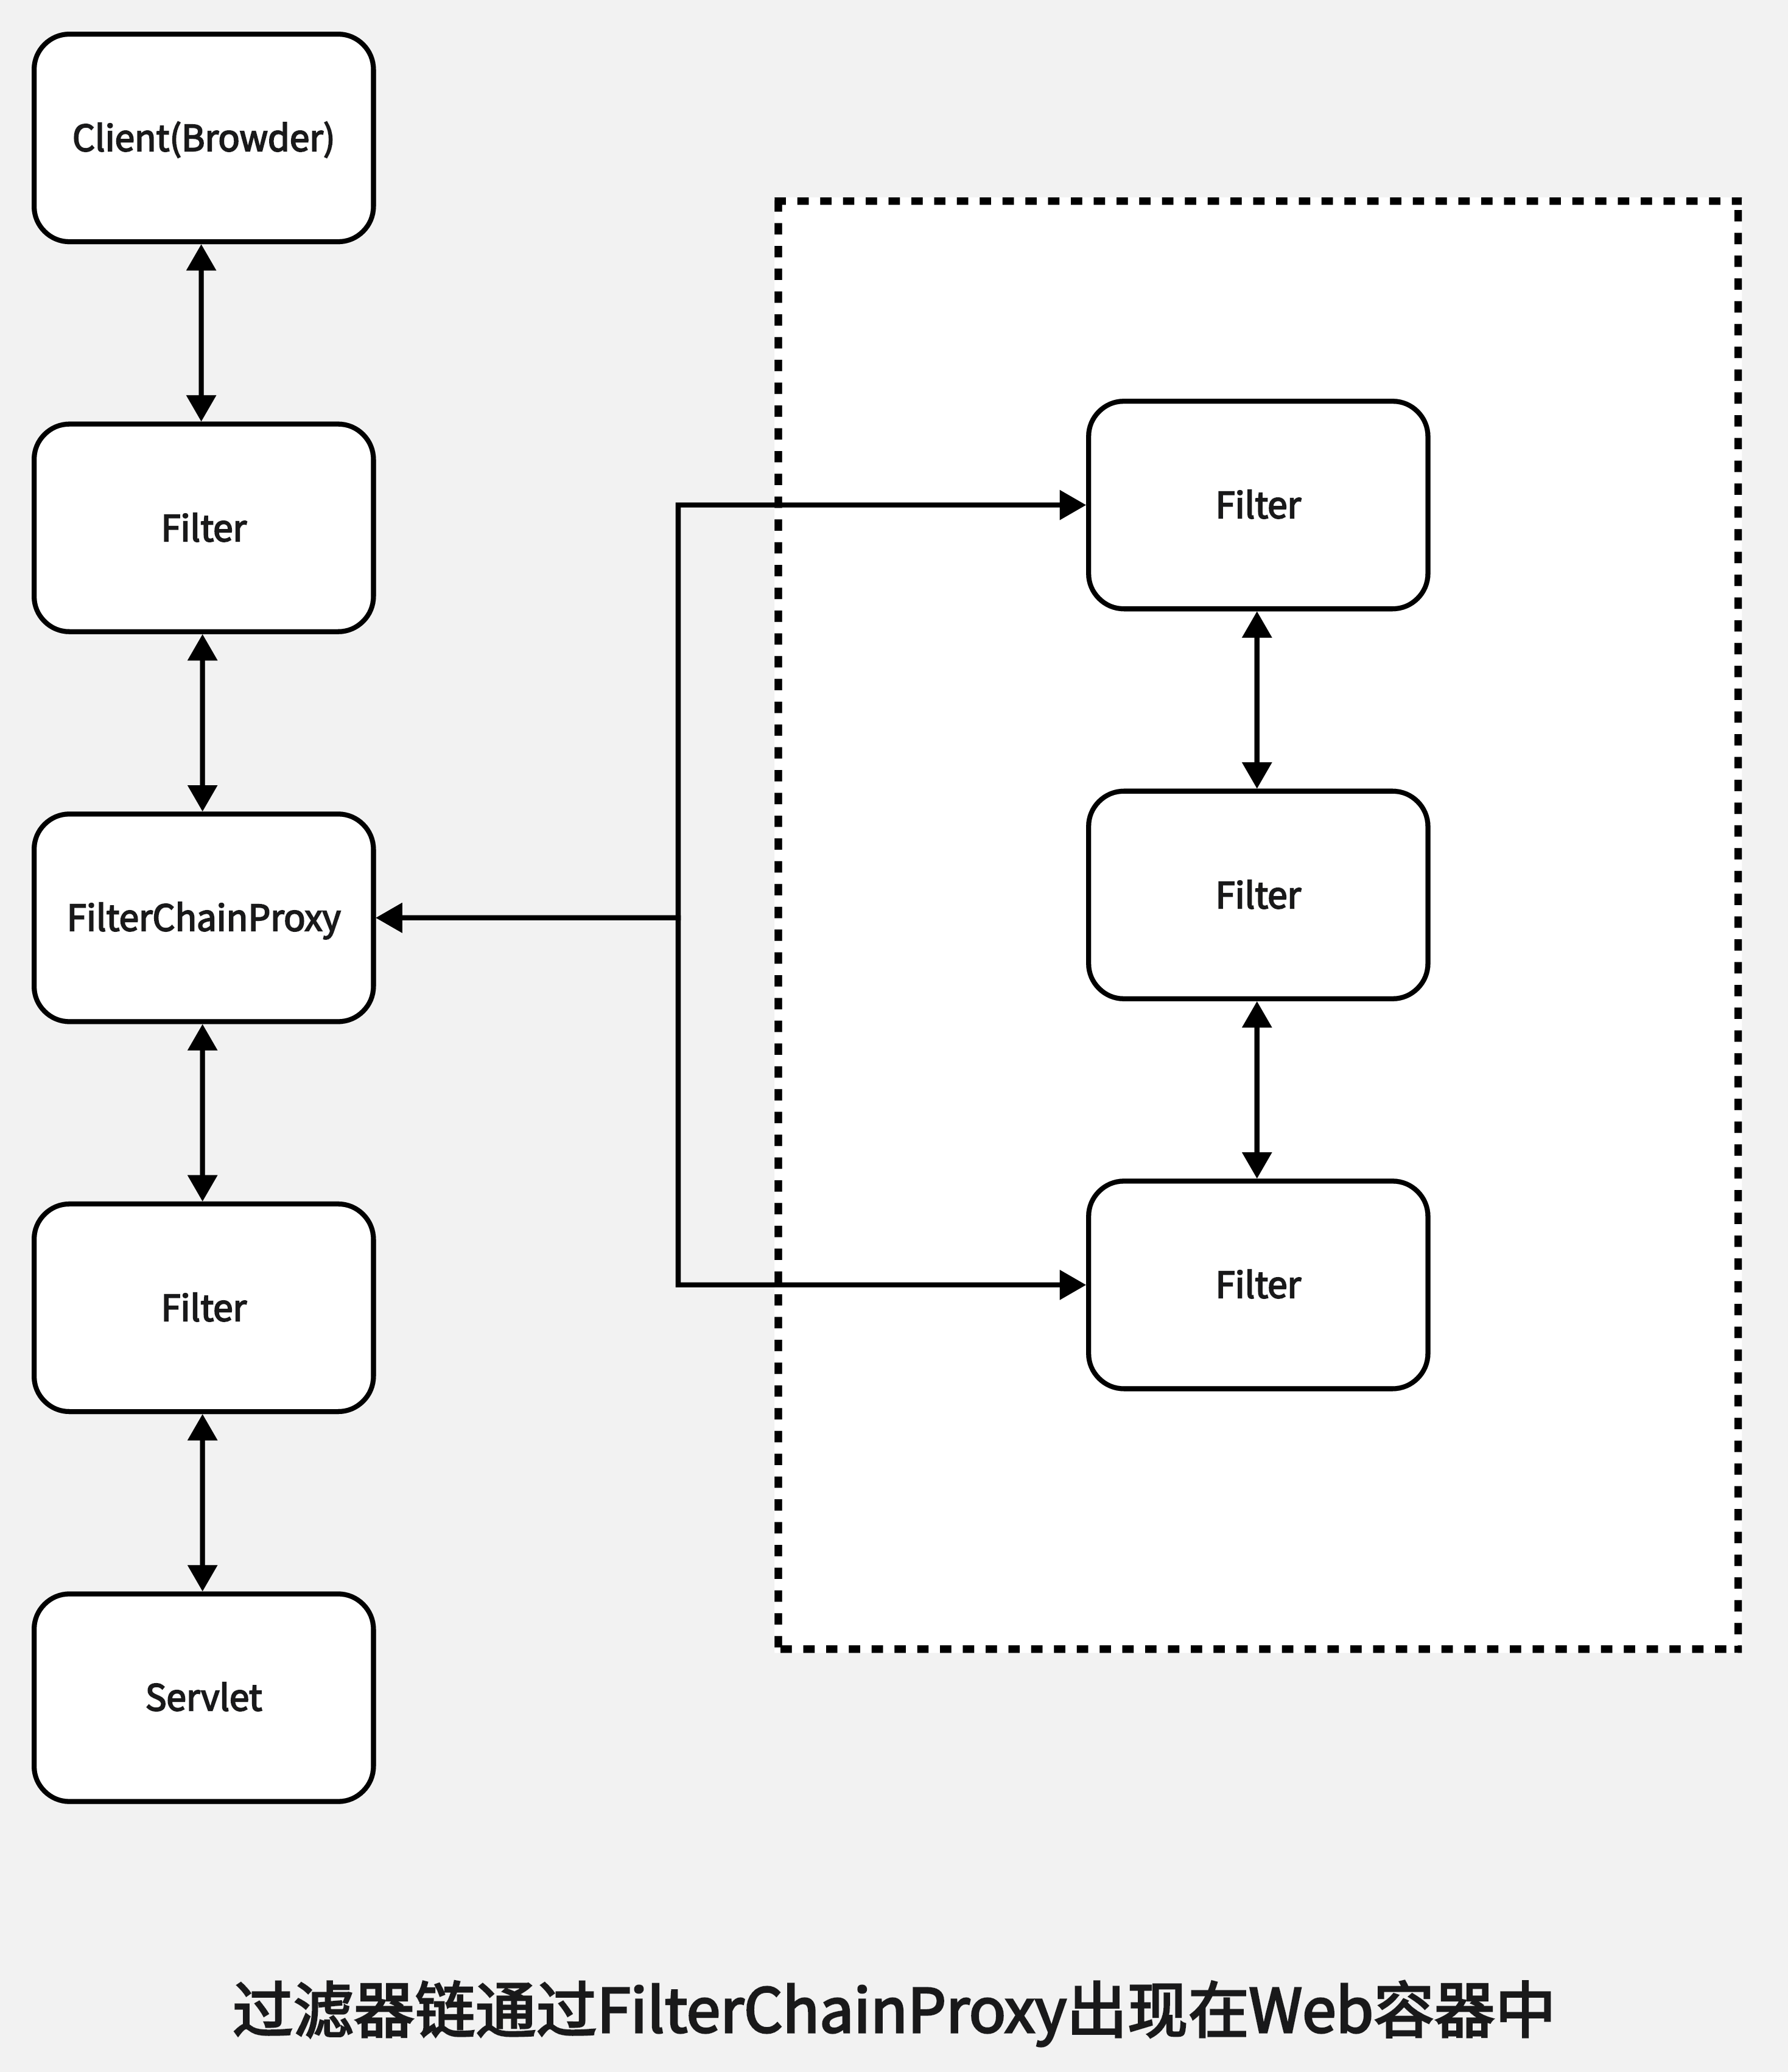 Client(Browder)
Filter
FilterChainProxy
Filter
Servlet
Filter
Filter
Filter
过滤器链通过FilterChainProxy出现在Web容器中